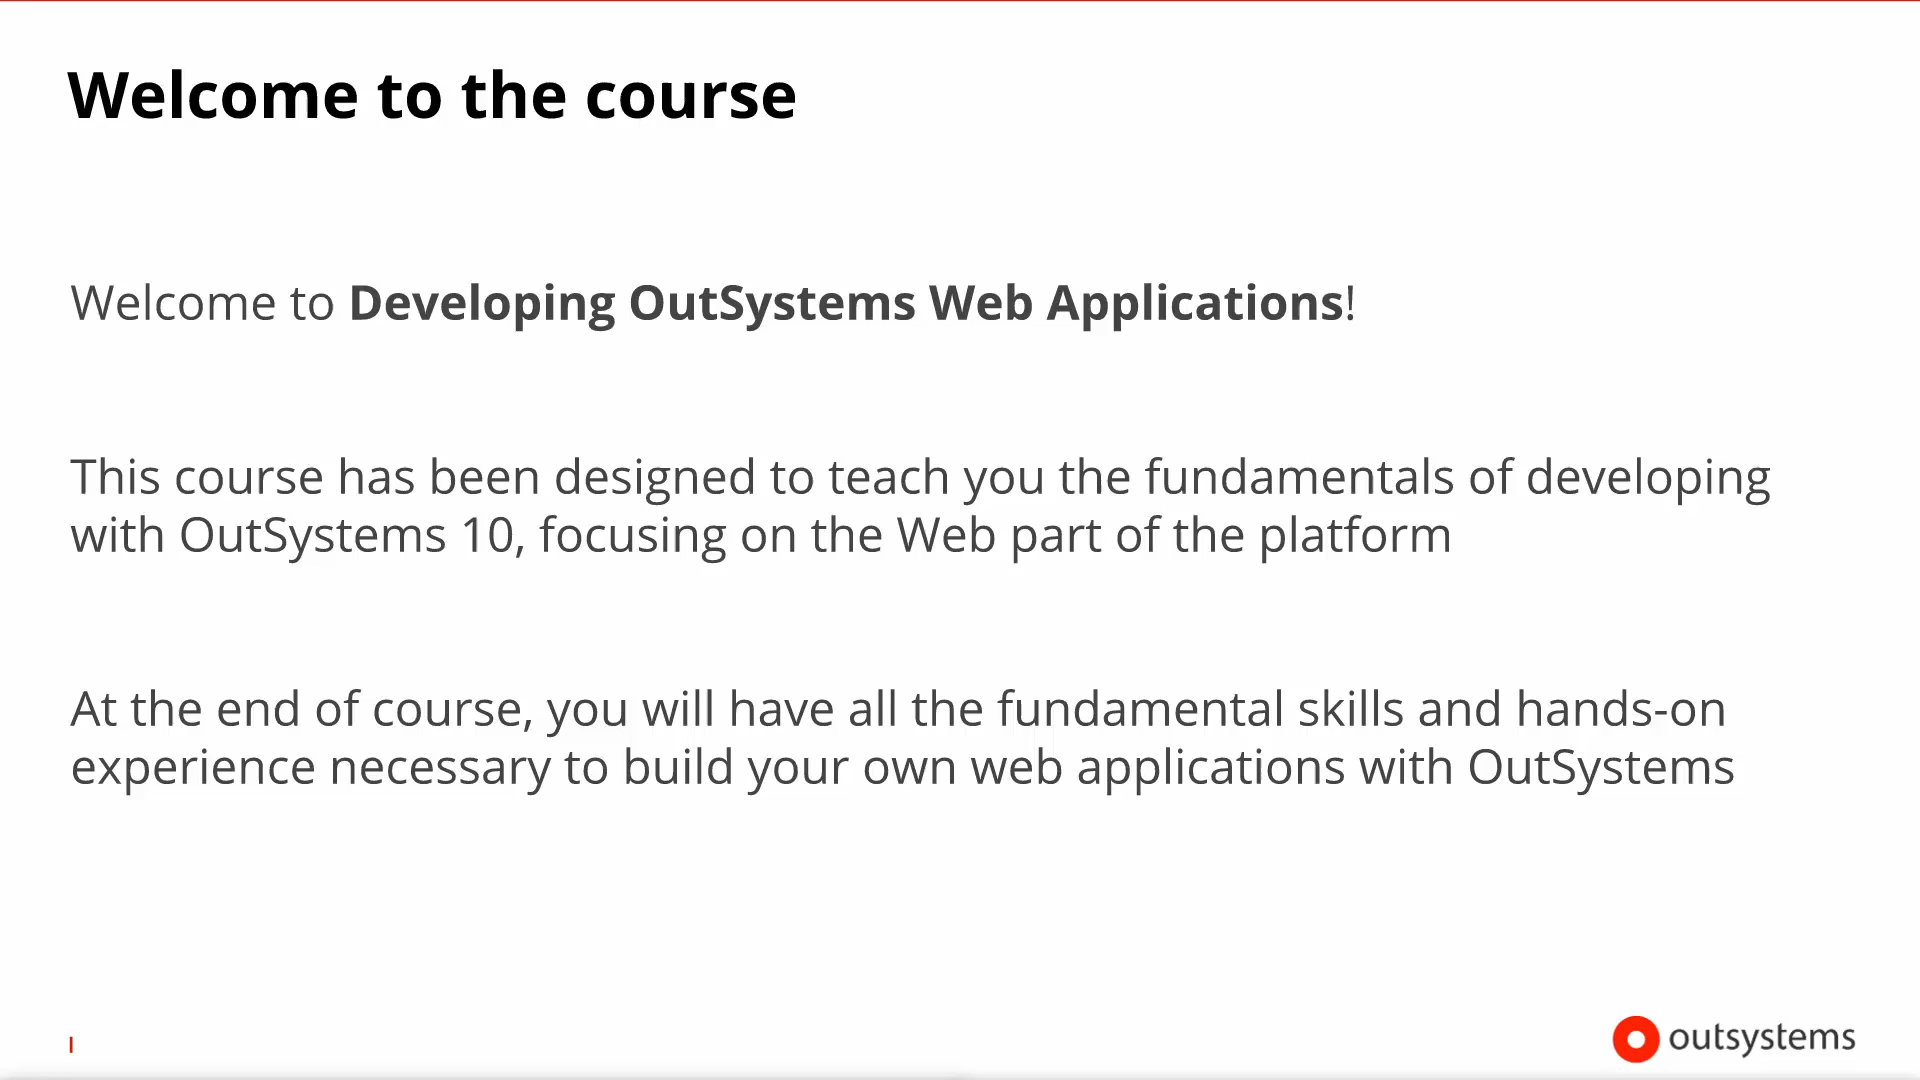 Welcome to the course
Welcome to Developing OutSystems Web Applications!
This course has been designed to teach you the fundamentals of developing
with OutSystems 10, focusing on the Web part of the platform
At the end of course, you will have all the fundamental skills and hands-on
experience necessary to build your own web applications with OutSystems
outsystems